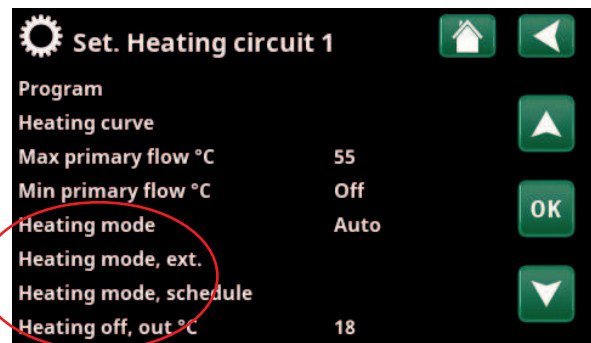 Set. Heating circuit 1
Program
Heating curve
Max primary flow °C 55
Min primary flow °C Off
Heating mode Auto
OK
Heating mode, ext.
Heating mode, schedule
Heating off, out °C 18